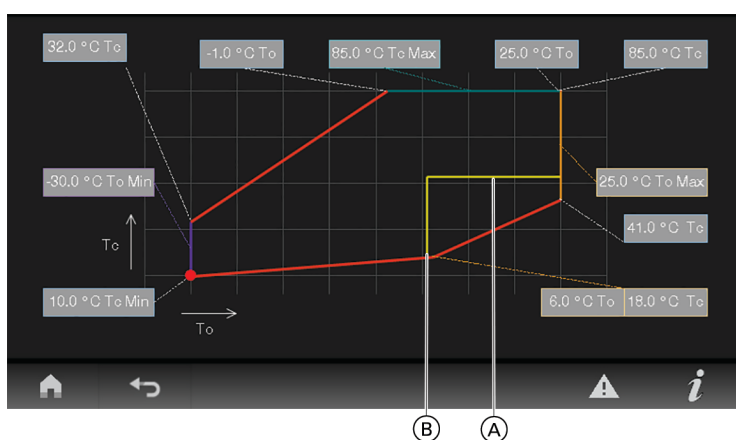 32.0 °C Tc
-1.0 °C To
85.0 °C Tc Max
25.0 °C To
85.0 °C Tc
-30.0 °C To Min
25.0 °C To Max
Tc
41.0 °C Tc
10.0 °C Tc Min
6.0 °C To
18.0 °C Tc
To
i
B
A